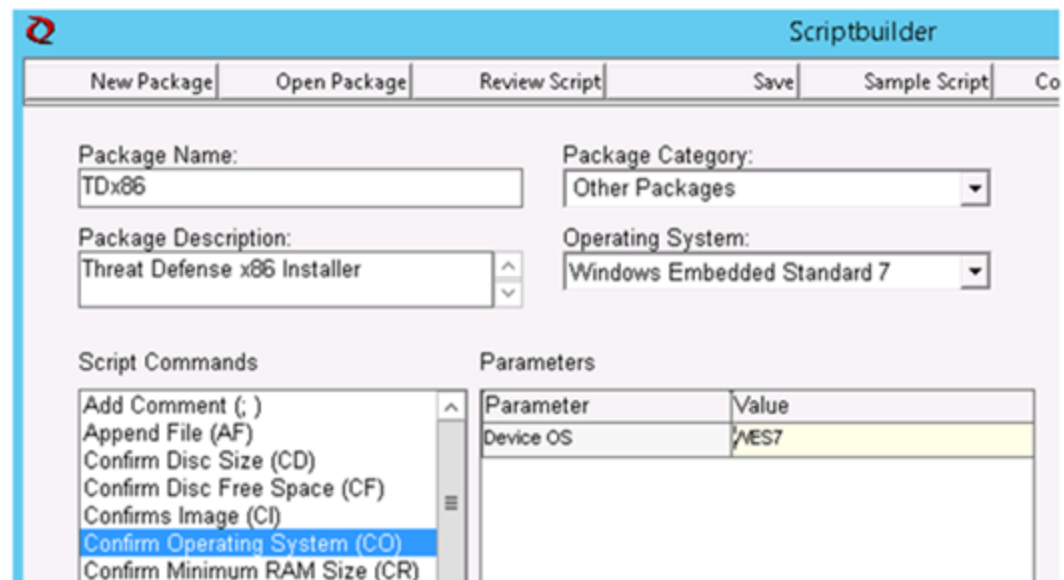 Scriptbuilder
New Package Open Package Review Script Save Sample Script Co
Package Name: Package Category:
TDx86 Other Packages
Package Description: Operating System:
Threat Defense x86 Installer Windows Embedded Standard 7
Script Commands Parameters
Add Comment (; ) Parameter Value
Append File (AF) Device OS WES7
Confirm Disc Size (CD)
Confirm Disc Free Space (CF)
Confirms Image (CI)
Confirm Operating System (CO)
Confirm Minimum RAM Size (CR)